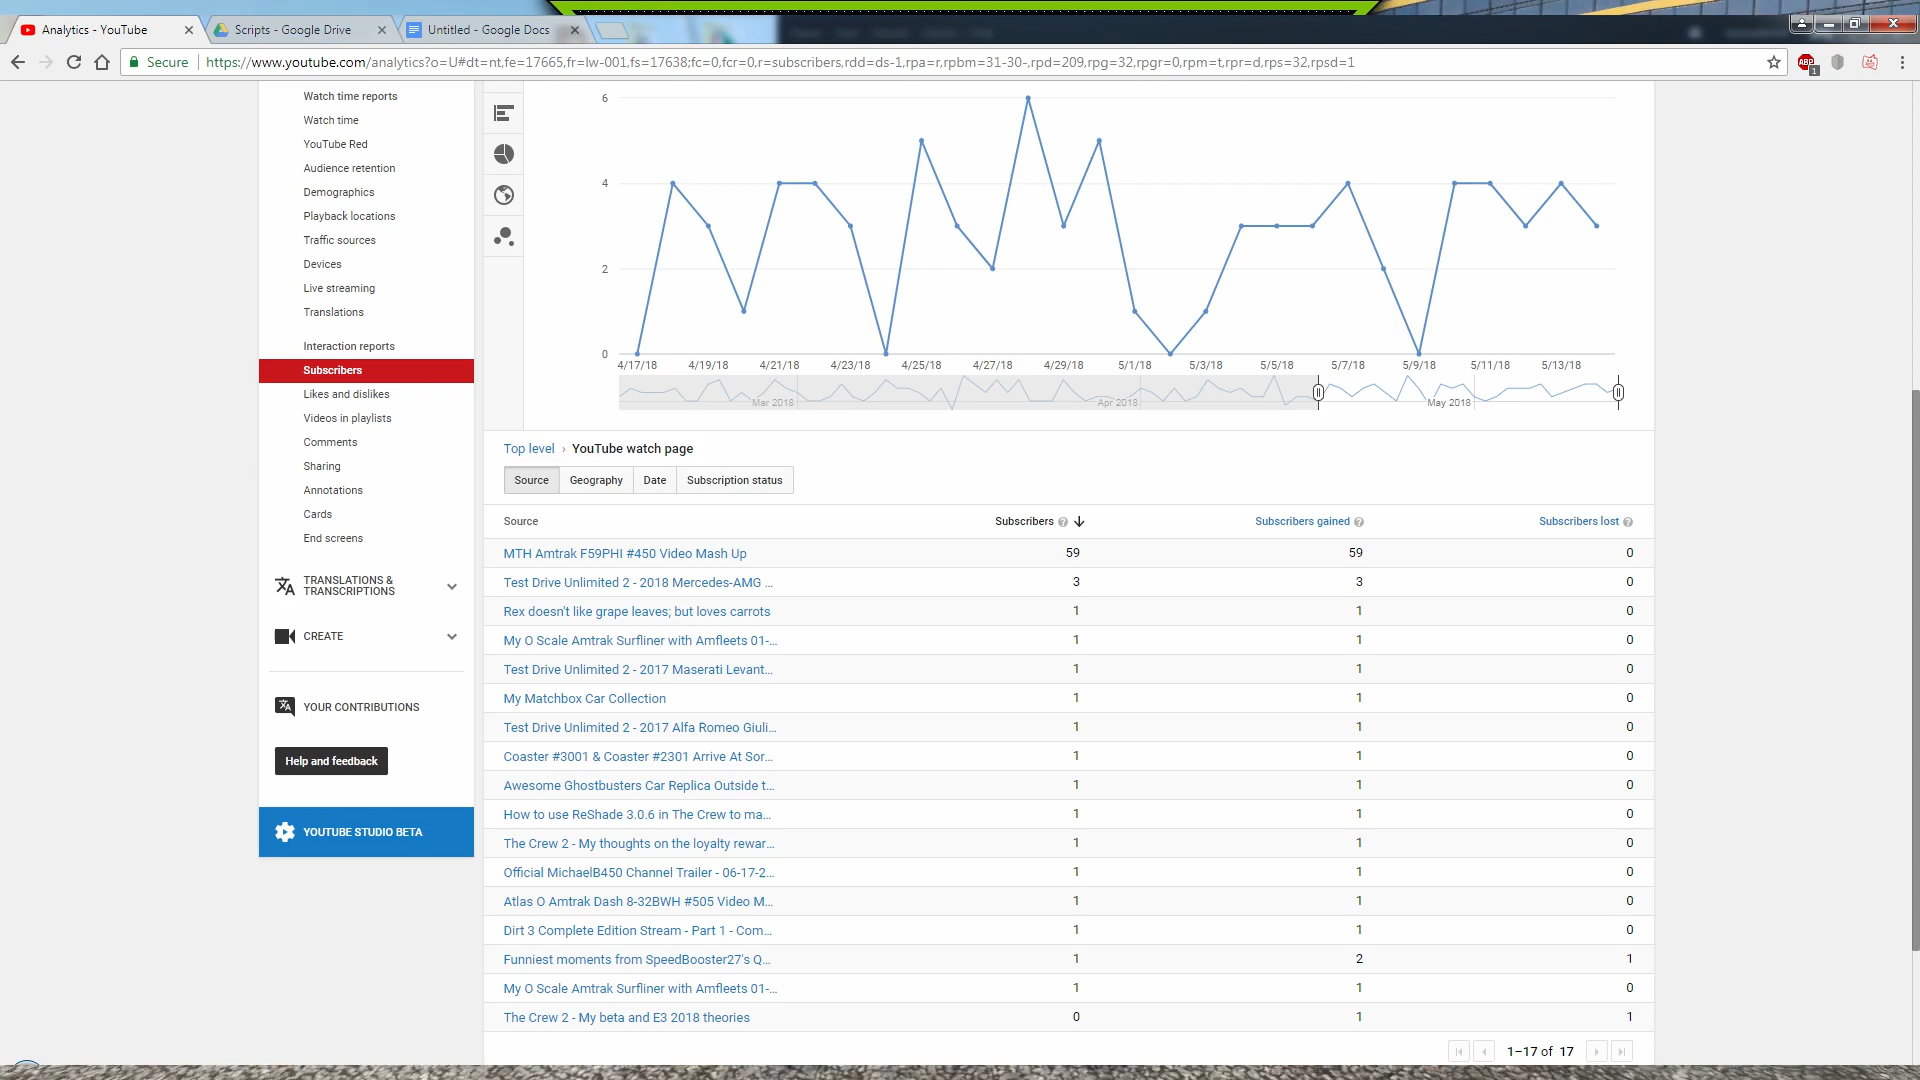 Analytics - YouTube
Scripts - Google Drive
Untitled - Google Docs
Secure
https://www.youtube.com/analytics?o=U#dt=nt,fe=17665,fr=lw-001,fs=17638;fc=0,fcr=0,r=subscribers,rdd=ds-1,rpa=r,rpbm=31-30-,rpd=209,rpg=32,rpgr=0,rpm=t,rpr=d,rps=32,rpsd=1
ABP
1
Watch time reports
Watch time
YouTube Red
Audience retention
Demographics
Playback locations
Traffic sources
Devices
Live streaming
Translations
Interaction reports
Subscribers
Likes and dislikes
Videos in playlists
Comments
Sharing
Annotations
Cards
End screens
TRANSLATIONS &
TRANSCRIPTIONS
CREATE
YOUR CONTRIBUTIONS
Help and feedback
YOUTUBE STUDIO BETA
6
4
2
0
4/17/18 4/19/18 4/21/18 4/23/18 4/25/18 4/27/18 4/29/18 5/1/18 5/3/18 5/5/18 5/7/18 5/9/18 5/11/18 5/13/18
Mar 2018 Apr 2018 May 2018
Top level › YouTube watch page
Source Geography Date Subscription status
Source Subscribers ? Subscribers gained ? Subscribers lost ?
MTH Amtrak F59PHI #450 Video Mash Up 59 59 0
Test Drive Unlimited 2 - 2018 Mercedes-AMG ... 3 3 0
Rex doesn't like grape leaves; but loves carrots 1 1 0
My O Scale Amtrak Surfliner with Amfleets 01-... 1 1 0
Test Drive Unlimited 2 - 2017 Maserati Levant... 1 1 0
My Matchbox Car Collection 1 1 0
Test Drive Unlimited 2 - 2017 Alfa Romeo Giuli... 1 1 0
Coaster #3001 & Coaster #2301 Arrive At Sor... 1 1 0
Awesome Ghostbusters Car Replica Outside t... 1 1 0
How to use ReShade 3.0.6 in The Crew to ma... 1 1 0
The Crew 2 - My thoughts on the loyalty rewar... 1 1 0
Official MichaelB450 Channel Trailer - 06-17-2... 1 1 0
Atlas O Amtrak Dash 8-32BWH #505 Video M... 1 1 0
Dirt 3 Complete Edition Stream - Part 1 - Com... 1 1 0
Funniest moments from SpeedBooster27's Q... 1 2 1
My O Scale Amtrak Surfliner with Amfleets 01-... 1 1 0
The Crew 2 - My beta and E3 2018 theories 0 1 1
1–17 of 17